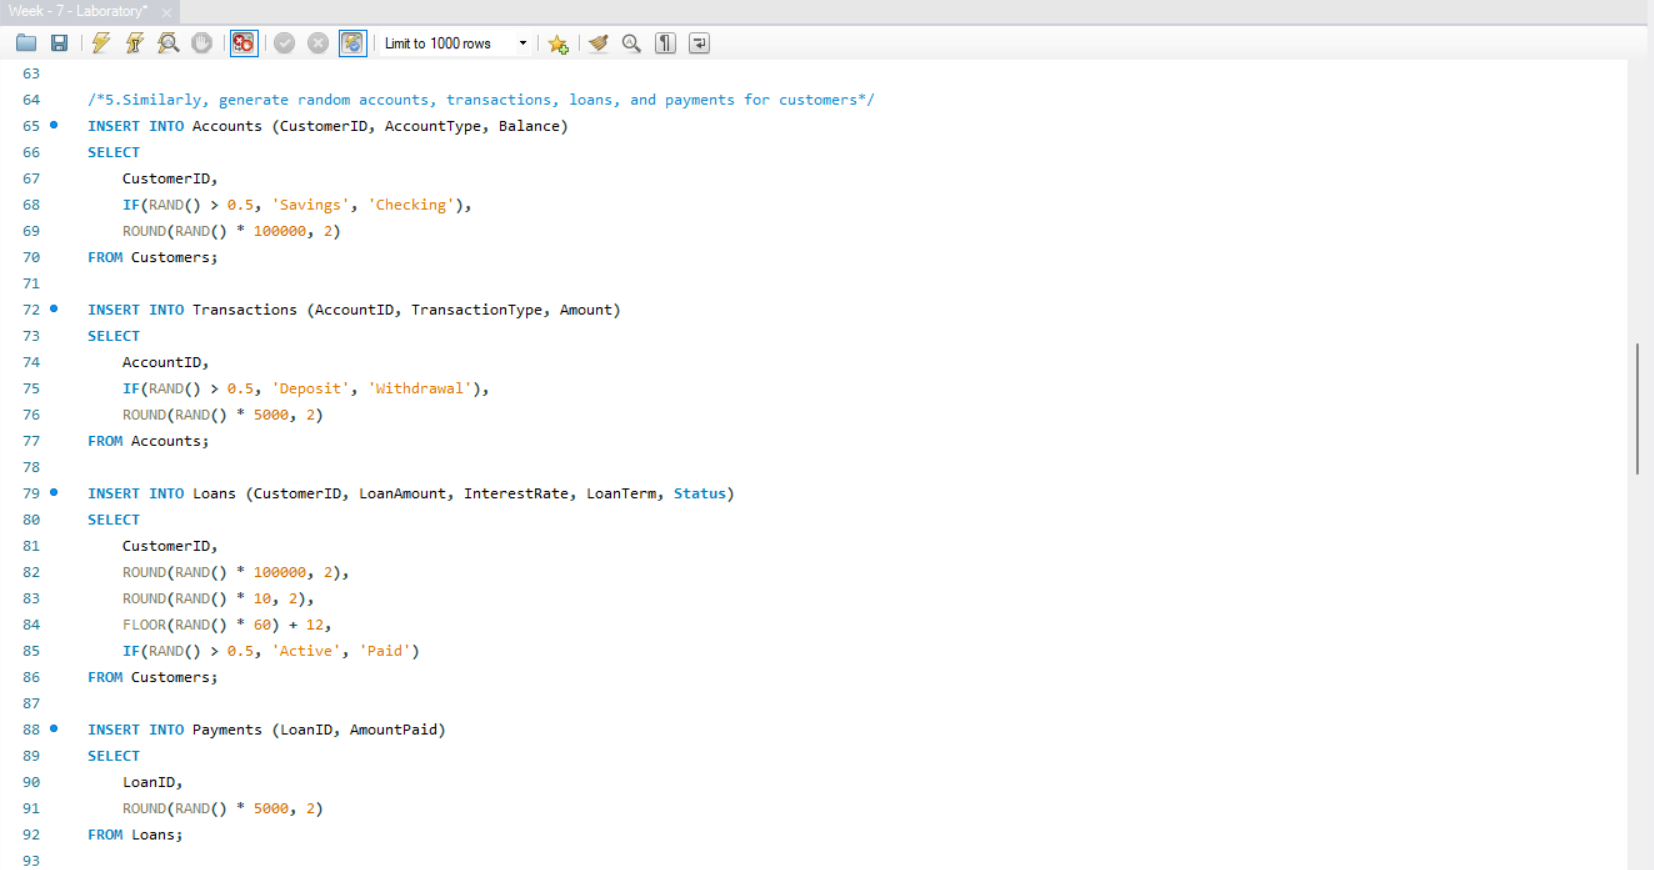 Week - 7 - Laboratory*
Limit to 1000 rows
63
64 /*5.Similarly, generate random accounts, transactions, loans, and payments for customers*/
65 INSERT INTO Accounts (CustomerID, AccountType, Balance)
66 SELECT
67 CustomerID,
68 IF(RAND() > 0.5, 'Savings', 'Checking'),
69 ROUND(RAND() * 100000, 2)
70 FROM Customers;
71
72 INSERT INTO Transactions (AccountID, TransactionType, Amount)
73 SELECT
74 AccountID,
75 IF(RAND() > 0.5, 'Deposit', 'Withdrawal'),
76 ROUND(RAND() * 5000, 2)
77 FROM Accounts;
78
79 INSERT INTO Loans (CustomerID, LoanAmount, InterestRate, LoanTerm, Status)
80 SELECT
81 CustomerID,
82 ROUND(RAND() * 100000, 2),
83 ROUND(RAND() * 10, 2),
84 FLOOR(RAND() * 60) + 12,
85 IF(RAND() > 0.5, 'Active', 'Paid')
86 FROM Customers;
87
88 INSERT INTO Payments (LoanID, AmountPaid)
89 SELECT
90 LoanID,
91 ROUND(RAND() * 5000, 2)
92 FROM Loans;
93